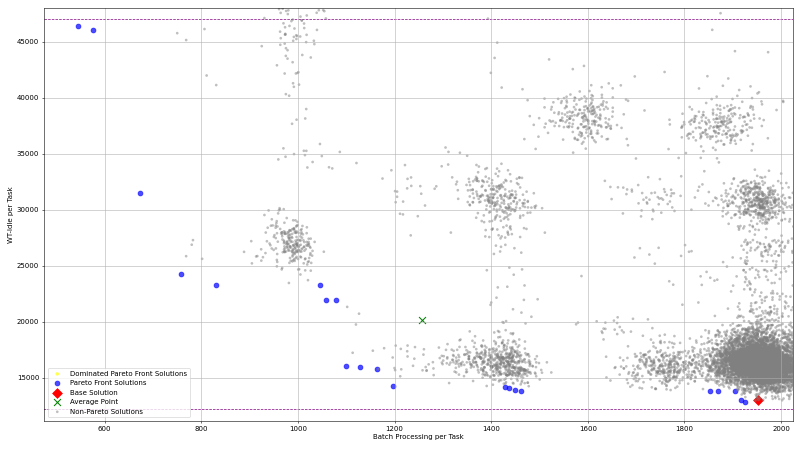 45000
40000
35000
30000
25000
20000
15000
WT-Idle per Task
Dominated Pareto Front Solutions
Pareto Front Solutions
Base Solution
Average Point
Non-Pareto Solutions
600
800
1000
1200
1400
1600
1800
2000
Batch Processing per Task